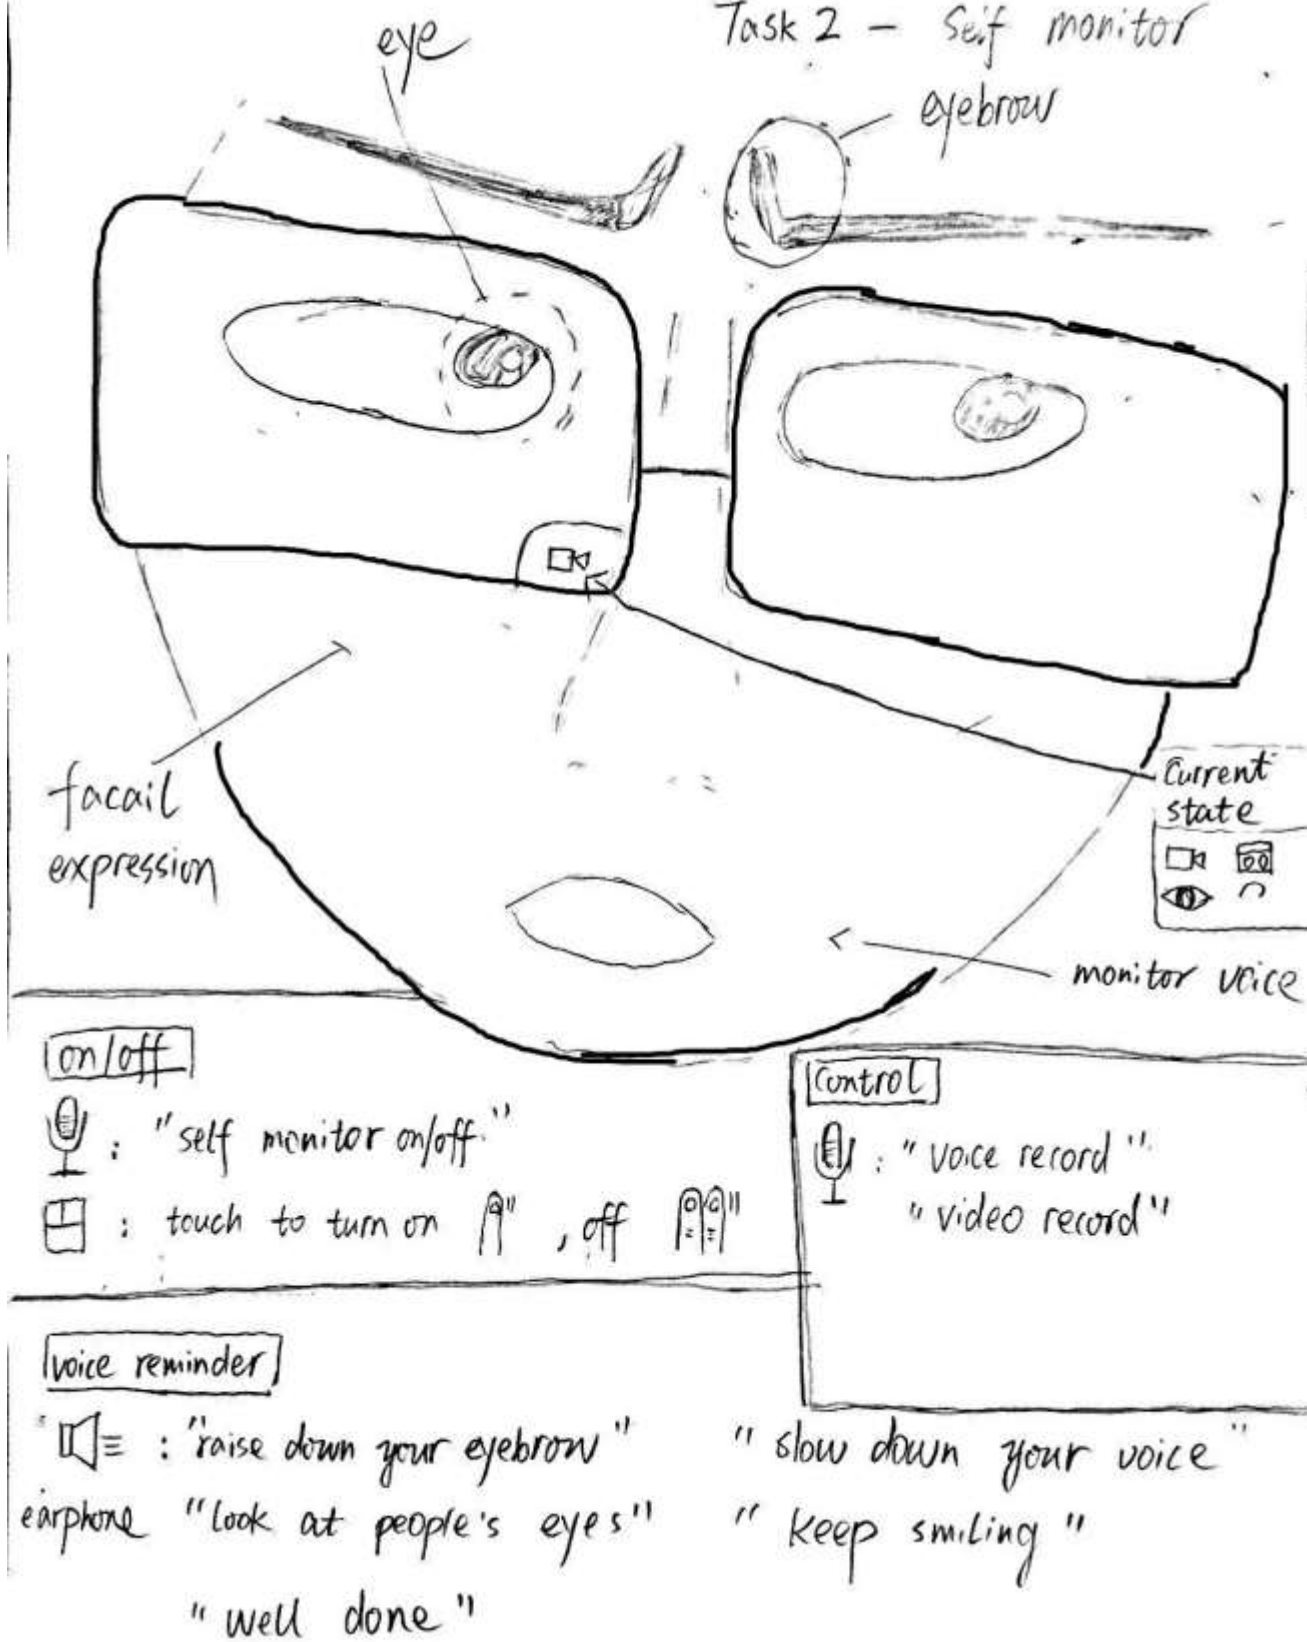 Task 2 - Self monitor
eye
eyebrow
facail
expression
Current
state
monitor voice
on/off
: "self monitor on/off."
: touch to turn on , off
Control
: "voice record"
"video record"
voice reminder
: "raise down your eyebrow" "slow down your voice"
earphone "look at people's eyes" "keep smiling"
"well done"